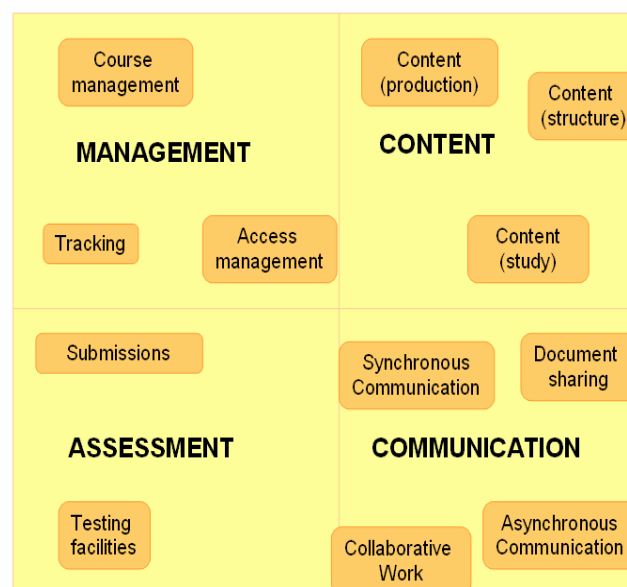 Course
management
MANAGEMENT
Tracking
Access
management
Content
(production)
Content
(structure)
CONTENT
Content
(study)
Submissions
ASSESSMENT
Testing
facilities
Synchronous
Communication
Document
sharing
COMMUNICATION
Collaborative
Work
Asynchronous
Communication